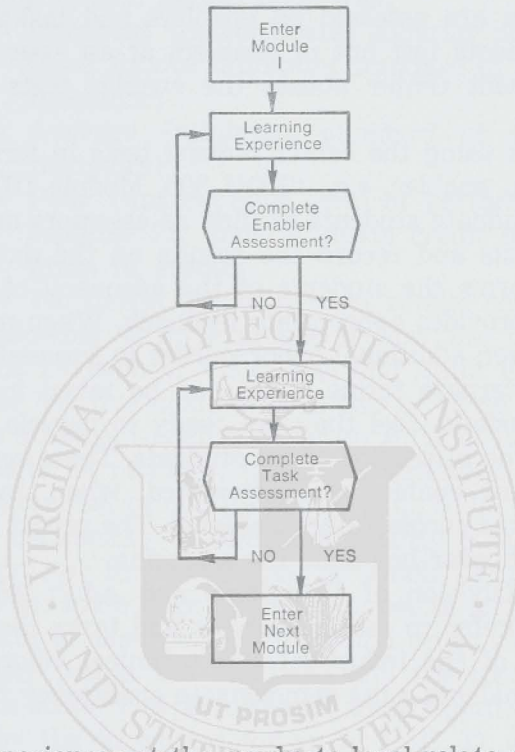 Enter
Module
I
Learning
Experience
Complete
Enabler
Assessment?
NO YES
Learning
Experience
Complete
Task
Assessment?
NO YES
Enter
Next
Module
VIRGINIA POLYTECHNIC INSTITUTE
AND STATE UNIVERSITY
UT PROSIM